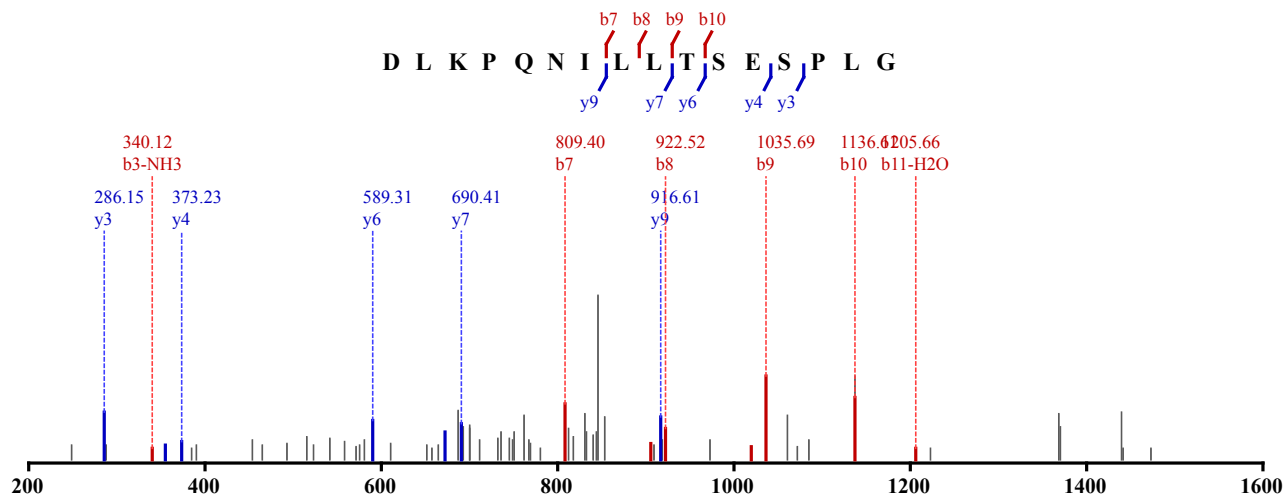 b7 b8 b9 b10
D L K P Q N I L L T S E S P L G
y9 y7 y6 y4 y3
340.12 809.40 922.52 1035.69 1136.62 1205.66
b3-NH3 b7 b8 b9 b10 b11-H2O
286.15 373.23 589.31 690.41 916.61
y3 y4 y6 y7 y9
200 400 600 800 1000 1200 1400 1600